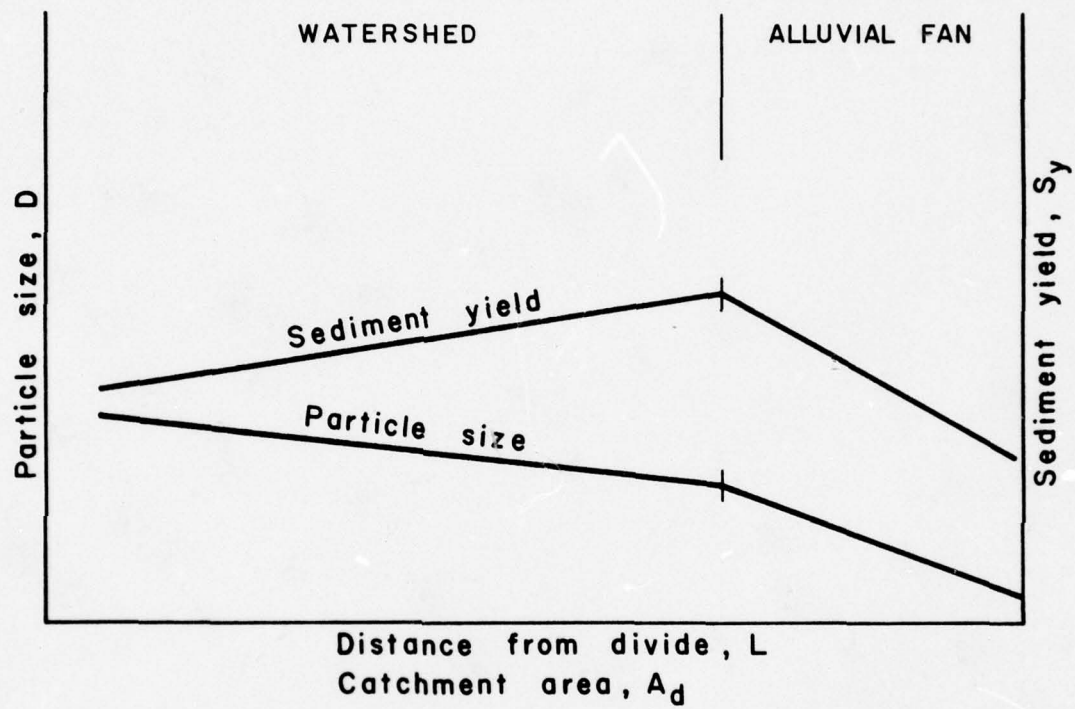 WATERSHED
ALLUVIAL FAN
Particle size, D
Sediment yield, Sy
Sediment yield
Particle size
Distance from divide, L
Catchment area, Ad